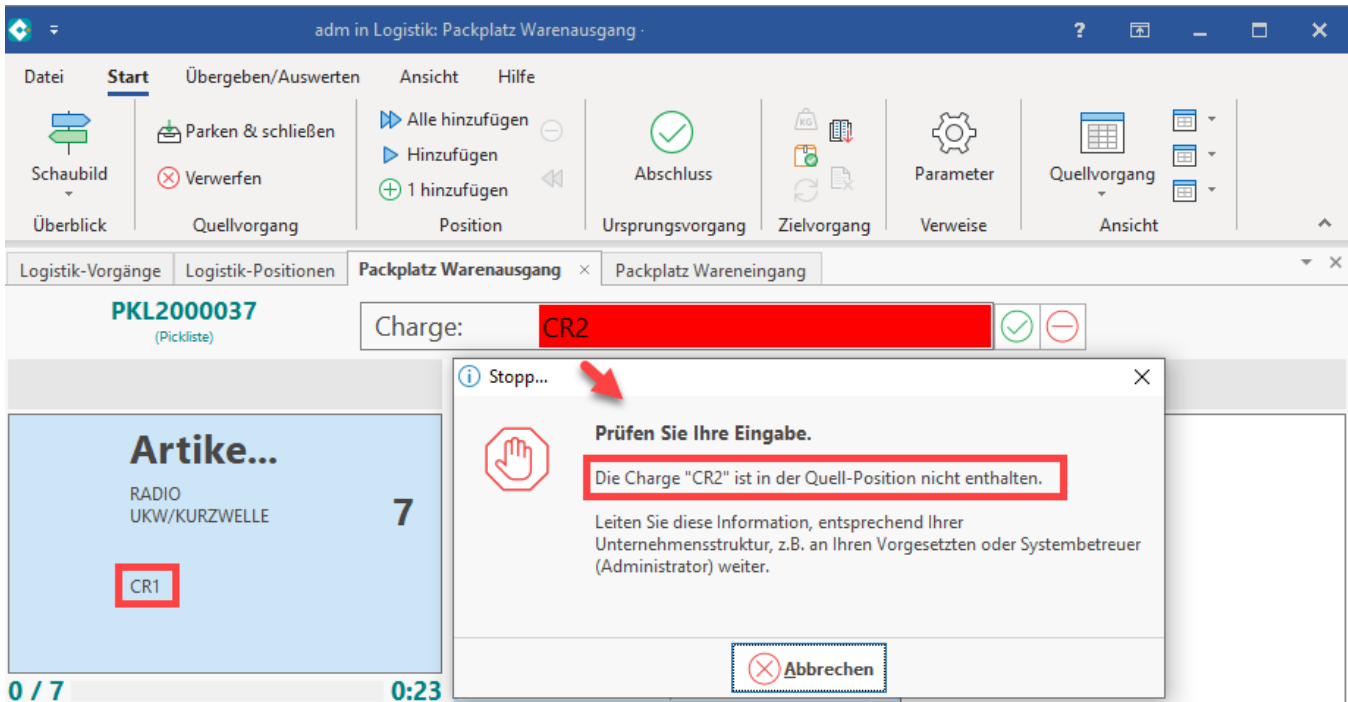 adm in Logistik: Packplatz Warenausgang ·
?
Datei Start Übergeben/Auswerten Ansicht Hilfe
Schaubild
Überblick
Parken & schließen
Verwerfen
Quellvorgang
Alle hinzufügen
Hinzufügen
1 hinzufügen
Position
Abschluss
Ursprungsvorgang
KG
Zielvorgang
Parameter
Verweise
Quellvorgang
Ansicht
Logistik-Vorgänge Logistik-Positionen Packplatz Warenausgang × Packplatz Wareneingang
PKL2000037
(Pickliste)
Charge: CR2
Artike...
RADIO
UKW/KURZWELLE
7
CR1
0 / 7 0:23
Stopp...
Prüfen Sie Ihre Eingabe.
Die Charge "CR2" ist in der Quell-Position nicht enthalten.
Leiten Sie diese Information, entsprechend Ihrer
Unternehmensstruktur, z.B. an Ihren Vorgesetzten oder Systembetreuer
(Administrator) weiter.
Abbrechen